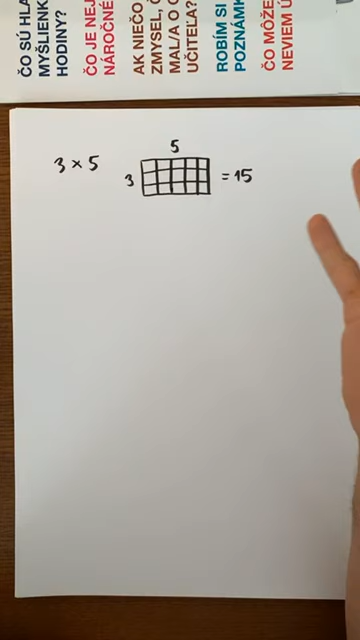 ČO SÚ
MYŠLIENK
HODINY?
ČO JE NEJ
NÁROČNÉ
AK NIEČO
ZMYSEL,
MAL/A O
UČITEĽA?
ROBÍM SI
POZNÁMK
ČO MÔŽE
NEVIEM
3 × 5
5
3
= 15